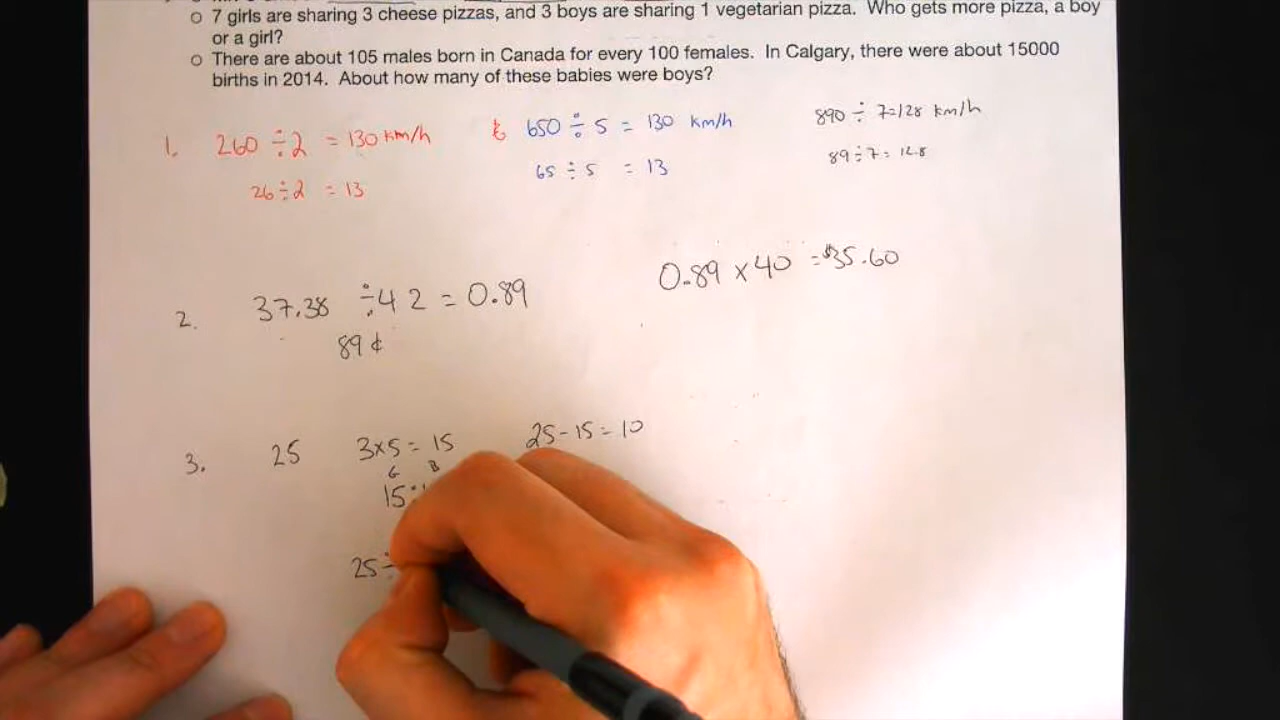 ○ 7 girls are sharing 3 cheese pizzas, and 3 boys are sharing 1 vegetarian pizza. Who gets more pizza, a boy
or a girl?
○ There are about 105 males born in Canada for every 100 females. In Calgary, there were about 15000
births in 2014. About how many of these babies were boys?
1. 260 ÷ 2 = 130 km/h
26 ÷ 2 = 13
650 ÷ 5 = 130 km/h
65 ÷ 5 = 13
890 ÷ 7=128 km/h
89 ÷ 7 = 12.8
2. 37.38 ÷ 42 = 0.89
89 ¢
0.89 × 40 = $35.60
3. 25 3×5 = 15 25-15 = 10
G B
15:
25 ÷